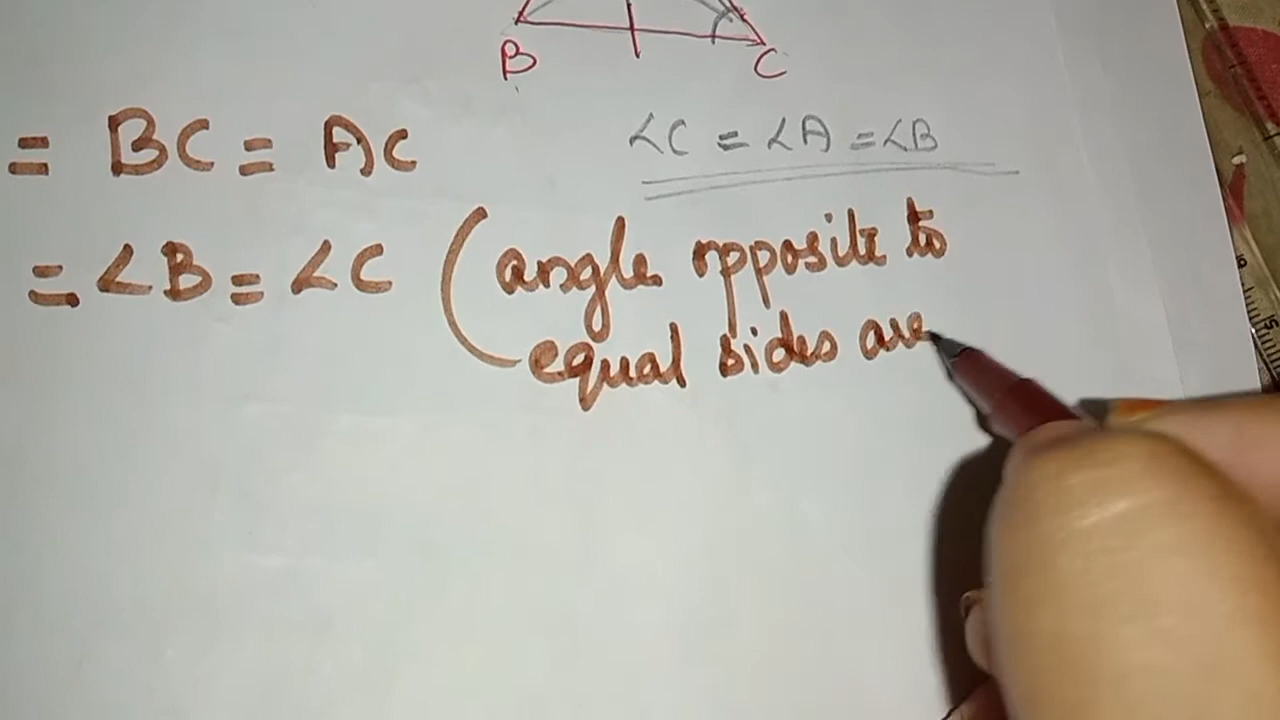 B C
= BC = AC
∠C = ∠A = ∠B
= ∠B = ∠C (angle opposite to
equal sides are